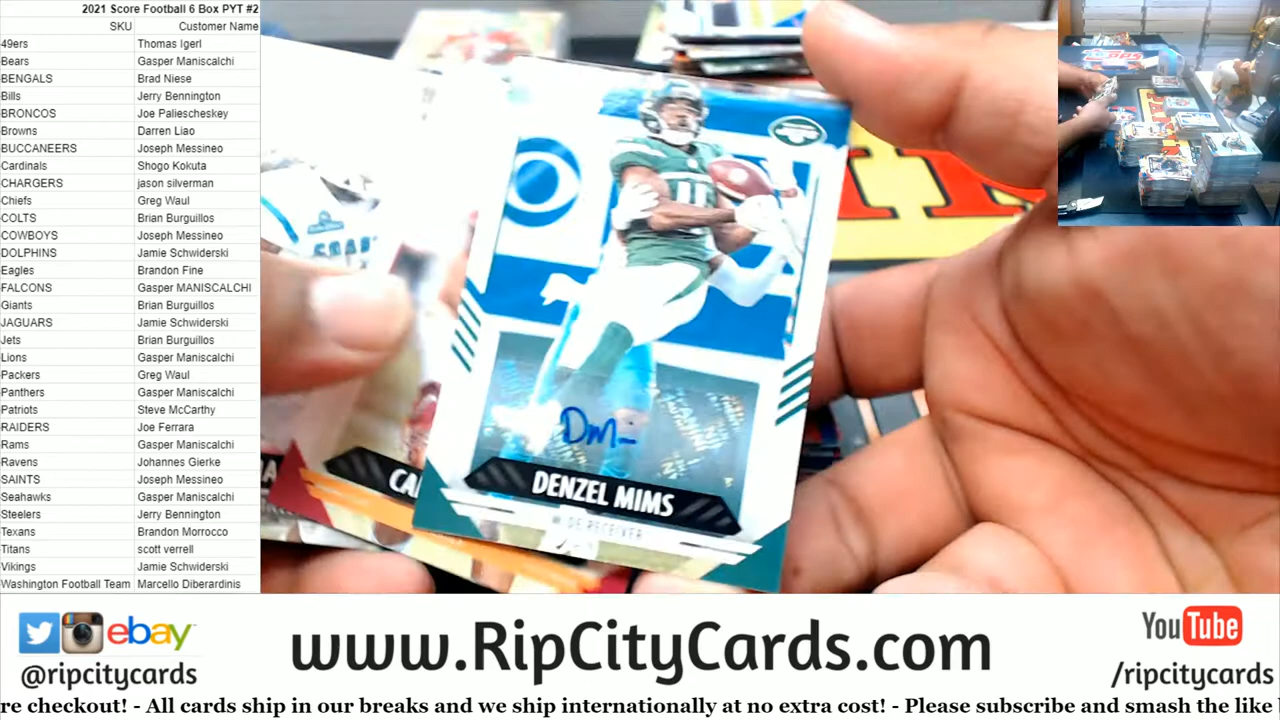 2021 Score Football 6 Box PYT #2
SKU Customer Name
49ers Thomas Igerl
Bears Gasper Maniscalchi
BENGALS Brad Niese
Bills Jerry Bennington
BRONCOS Joe Paliescheskey
Browns Darren Liao
BUCCANEERS Joseph Messineo
Cardinals Shogo Kokuta
CHARGERS jason silverman
Chiefs Greg Waul
COLTS Brian Burguillos
COWBOYS Joseph Messineo
DOLPHINS Jamie Schwiderski
Eagles Brandon Fine
FALCONS Gasper MANISCALCHI
Giants Brian Burguillos
JAGUARS Jamie Schwiderski
Jets Brian Burguillos
Lions Gasper Maniscalchi
Packers Greg Waul
Panthers Gasper Maniscalchi
Patriots Steve McCarthy
RAIDERS Joe Ferrara
Rams Gasper Maniscalchi
Ravens Johannes Gierke
SAINTS Joseph Messineo
Seahawks Gasper Maniscalchi
Steelers Jerry Bennington
Texans Brandon Morrocco
Titans scott verrell
Vikings Jamie Schwiderski
Washington Football Team Marcello Diberardinis
DMi
CA
DENZEL MIMS
WIDE RECEIVER
ebay
@ripcitycards
www.RipCityCards.com
YouTube
/ripcitycards
re checkout! - All cards ship in our breaks and we ship internationally at no extra cost! - Please subscribe and smash the like